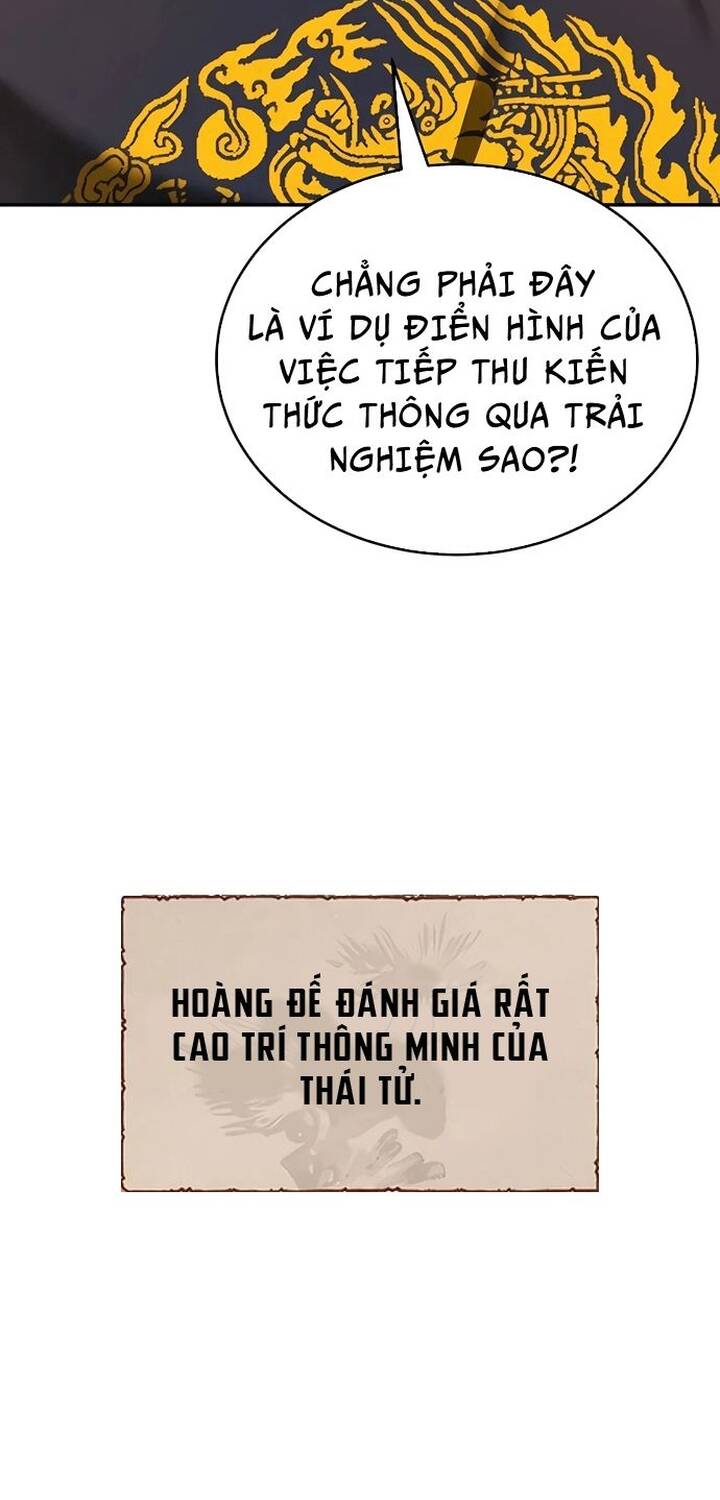 CHẲNG PHẢI ĐÂY
LÀ VÍ DỤ ĐIỂN HÌNH CỦA
VIỆC TIẾP THU KIẾN
THỨC THÔNG QUA TRẢI
NGHIỆM SAO?!
HOÀNG ĐẾ ĐÁNH GIÁ RẤT
CAO TRÍ THÔNG MINH CỦA
THÁI TỬ.